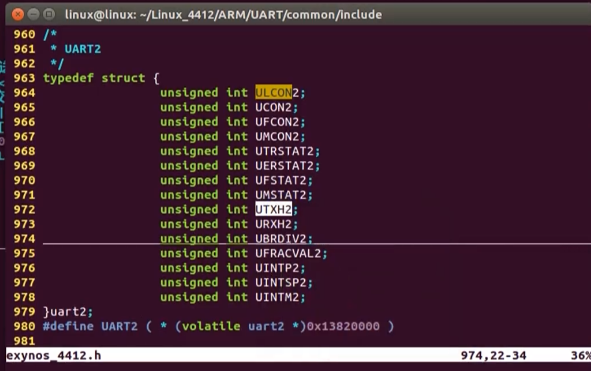 linux@linux: ~/Linux_4412/ARM/UART/common/include
960 /*
961  * UART2
962  */
963 typedef struct {
964                 unsigned int ULCON2;
965                 unsigned int UCON2;
966                 unsigned int UFCON2;
967                 unsigned int UMCON2;
968                 unsigned int UTRSTAT2;
969                 unsigned int UERSTAT2;
970                 unsigned int UFSTAT2;
971                 unsigned int UMSTAT2;
972                 unsigned int UTXH2;
973                 unsigned int URXH2;
974                 unsigned int UBRDIV2;
975                 unsigned int UFRACVAL2;
976                 unsigned int UINTP2;
977                 unsigned int UINTSP2;
978                 unsigned int UINTM2;
979 }uart2;
980 #define UART2 ( * (volatile uart2 *)0x13820000 )
981
exynos_4412.h 974,22-34 36%